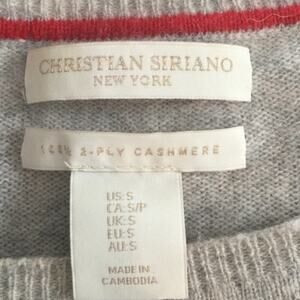 CHRISTIAN SIRIANO
NEW YORK
100% 2-PLY CASHMERE
US:S
CA:S/P
UK:S
EU:S
AU:S
MADE IN
CAMBODIA